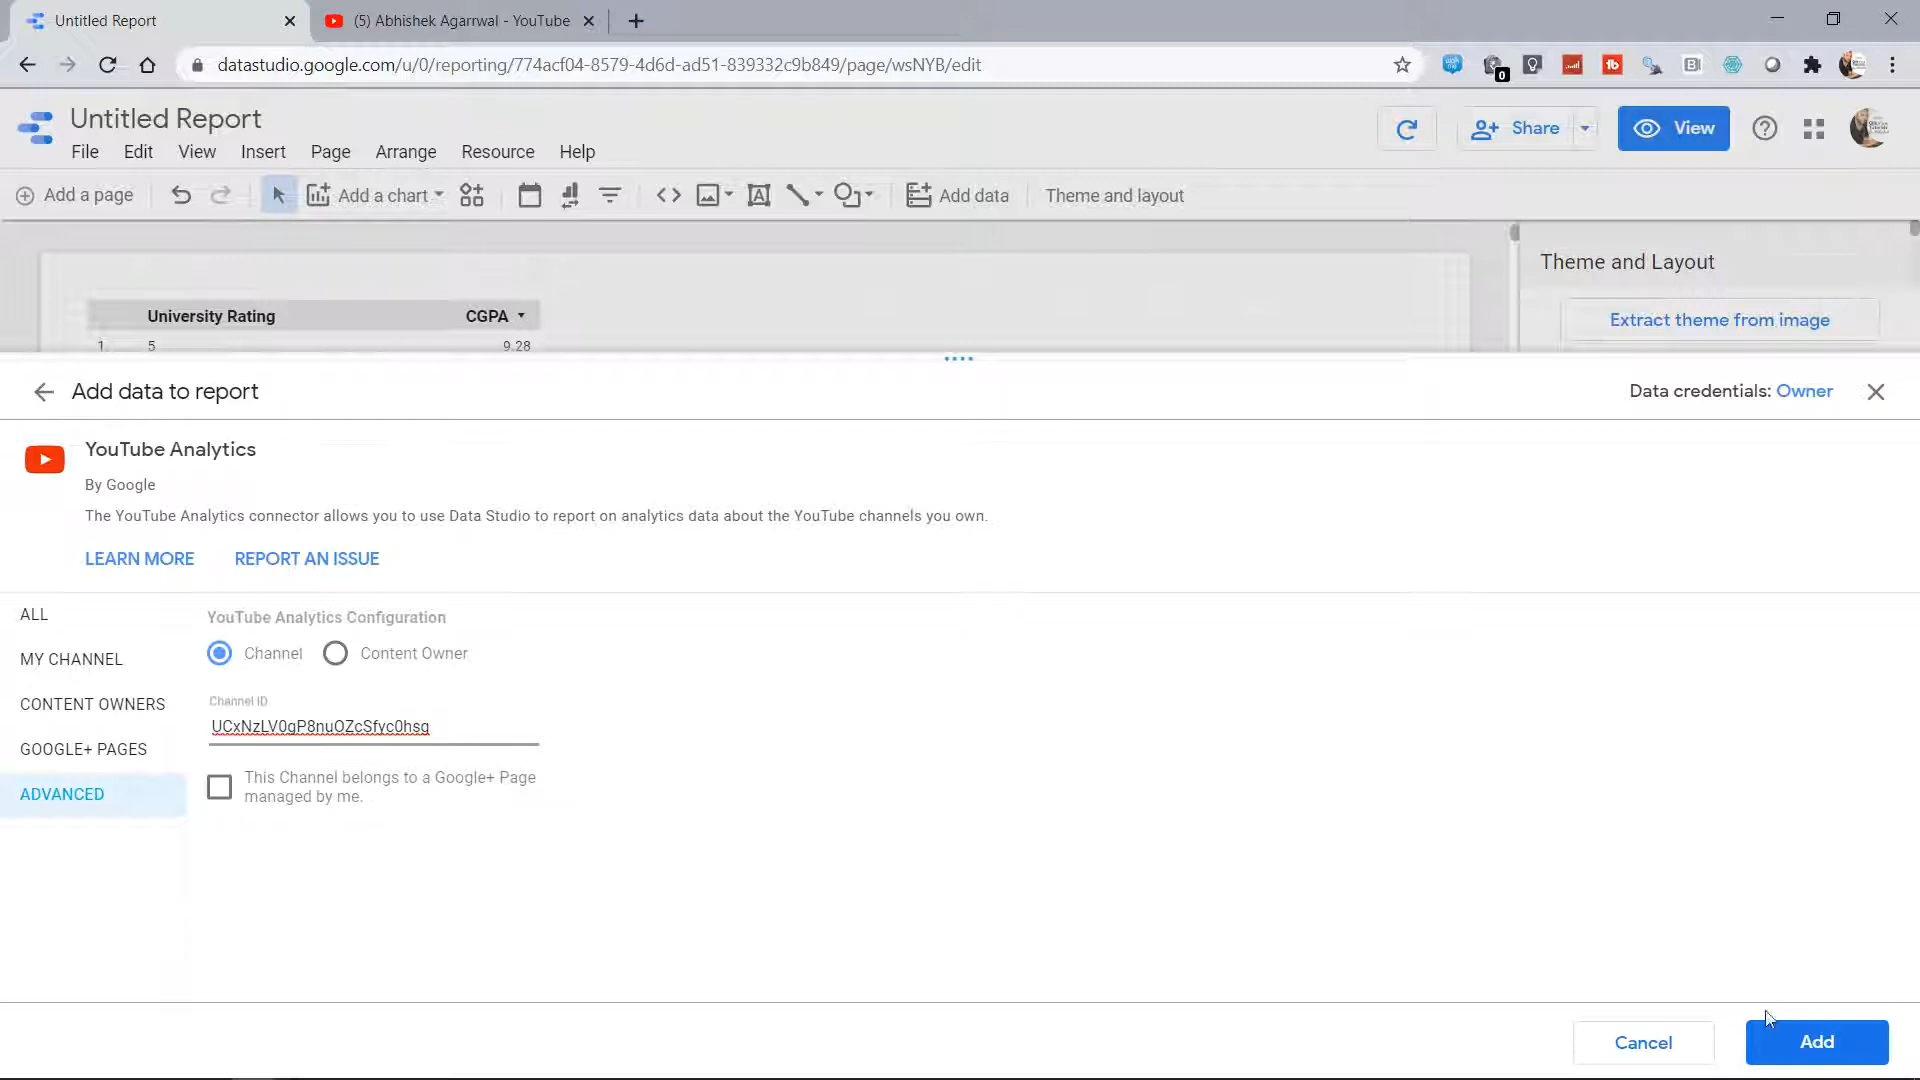 Untitled Report
(5) Abhishek Agarrwal - YouTube
datastudio.google.com/u/0/reporting/774acf04-8579-4d6d-ad51-839332c9b849/page/wsNYB/edit
0
Untitled Report
File Edit View Insert Page Arrange Resource Help
Share
View
Add a page
Add a chart
Add data
Theme and layout
University Rating CGPA
1. 5 9.28
Theme and Layout
Extract theme from image
Add data to report
Data credentials: Owner
YouTube Analytics
By Google
The YouTube Analytics connector allows you to use Data Studio to report on analytics data about the YouTube channels you own.
LEARN MORE REPORT AN ISSUE
ALL
MY CHANNEL
CONTENT OWNERS
GOOGLE+ PAGES
ADVANCED
YouTube Analytics Configuration
Channel Content Owner
Channel ID
UCxNzLV0gP8nuOZcSfyc0hsg
This Channel belongs to a Google+ Page
managed by me.
Cancel Add